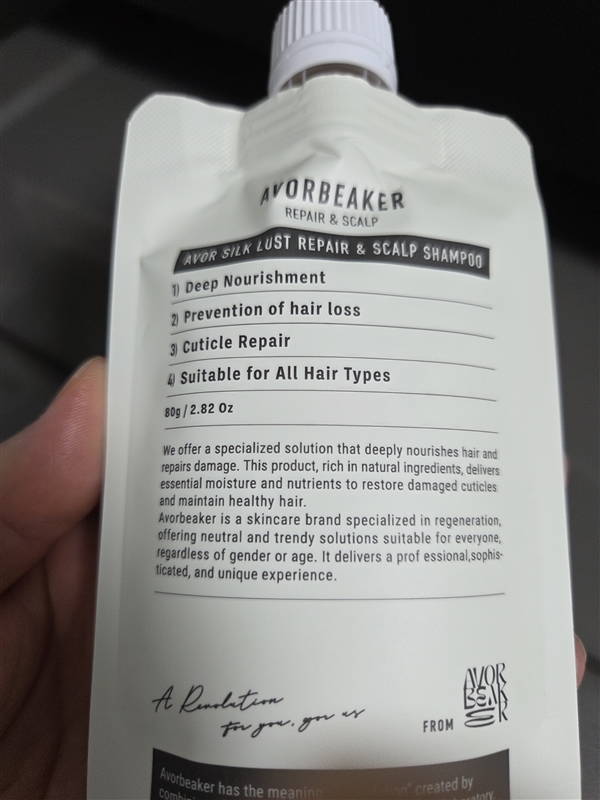 AVORBEAKER
REPAIR & SCALP
AVOR SILK LUST REPAIR & SCALP SHAMPOO
1) Deep Nourishment
2) Prevention of hair loss
3) Cuticle Repair
4) Suitable for All Hair Types
80g / 2.82 Oz
We offer a specialized solution that deeply nourishes hair and
repairs damage. This product, rich in natural ingredients, delivers
essential moisture and nutrients to restore damaged cuticles
and maintain healthy hair.
Avorbeaker is a skincare brand specialized in regeneration,
offering neutral and trendy solutions suitable for everyone,
regardless of gender or age. It delivers a prof essional,sophis-
ticated, and unique experience.
A Revolution
for you, you us
FROM
AVOR
BEAKE
R
Avorbeaker has the meaning created by